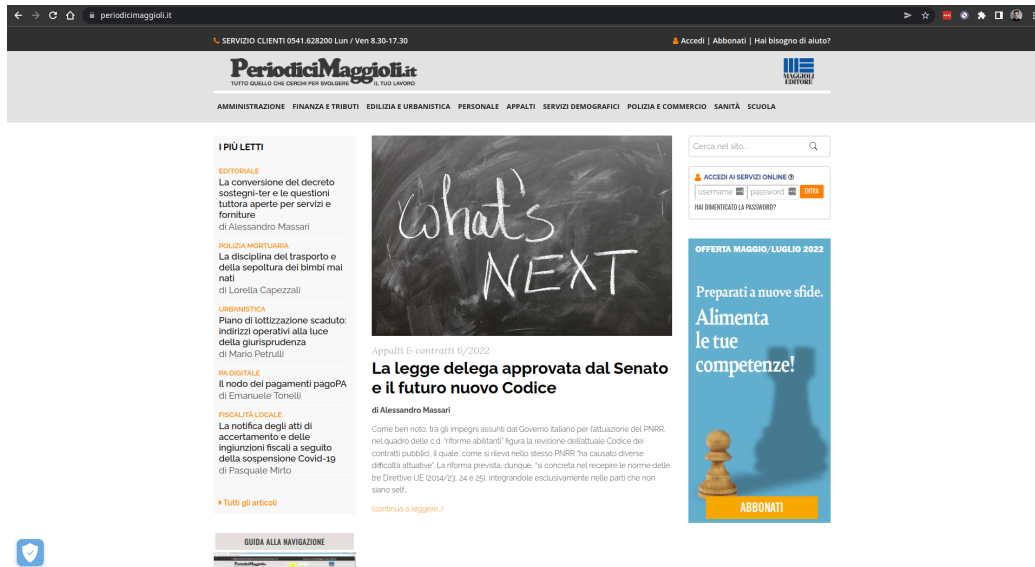 periodicimaggioli.it
SERVIZIO CLIENTI 0541.628200 Lun / Ven 8.30-17.30
Accedi | Abbonati | Hai bisogno di aiuto?
PeriodiciMaggioli.it
TUTTO QUELLO CHE CERCHI PER SVOLGERE IL TUO LAVORO
MAGGIOLI
EDITORE
AMMINISTRAZIONE FINANZA E TRIBUTI EDILIZIA E URBANISTICA PERSONALE APPALTI SERVIZI DEMOGRAFICI POLIZIA E COMMERCIO SANITÀ SCUOLA
I PIÙ LETTI
EDITORIALE
La conversione del decreto
sostegni-ter e le questioni
tuttora aperte per servizi e
forniture
di Alessandro Massari
POLIZIA MORTUARIA
La disciplina del trasporto e
della sepoltura dei bimbi mai
nati
di Lorella Capezzali
URBANISTICA
Piano di lottizzazione scaduto:
indirizzi operativi alla luce
della giurisprudenza
di Mario Petrulli
PA DIGITALE
Il nodo dei pagamenti pagoPA
di Emanuele Tonelli
FISCALITÀ LOCALE
La notifica degli atti di
accertamento e delle
ingiunzioni fiscali a seguito
della sospensione Covid-19
di Pasquale Mirto
Tutti gli articoli
GUIDA ALLA NAVIGAZIONE
PeriodiciMaggioli.it
What's
NEXT
Appalti & contratti 6/2022
La legge delega approvata dal Senato
e il futuro nuovo Codice
di Alessandro Massari
Come ben noto, tra gli impegni assunti dal Governo italiano per l'attuazione del PNRR,
nel quadro delle c.d. "riforme abilitanti" figura la revisione dell'attuale Codice dei
contratti pubblici, il quale, come si rileva nello stesso PNRR "ha causato diverse
difficoltà attuative". La riforma prevista, dunque, "si concreta nel recepire le norme delle
tre Direttive UE (2014/23, 24 e 25), integrandole esclusivamente nelle parti che non
siano self...
(continua a leggere...)
Cerca nel sito...
ACCEDI AI SERVIZI ONLINE
username password ENTRA
HAI DIMENTICATO LA PASSWORD?
OFFERTA MAGGIO/LUGLIO 2022
Preparati a nuove sfide.
Alimenta
le tue
competenze!
ABBONATI